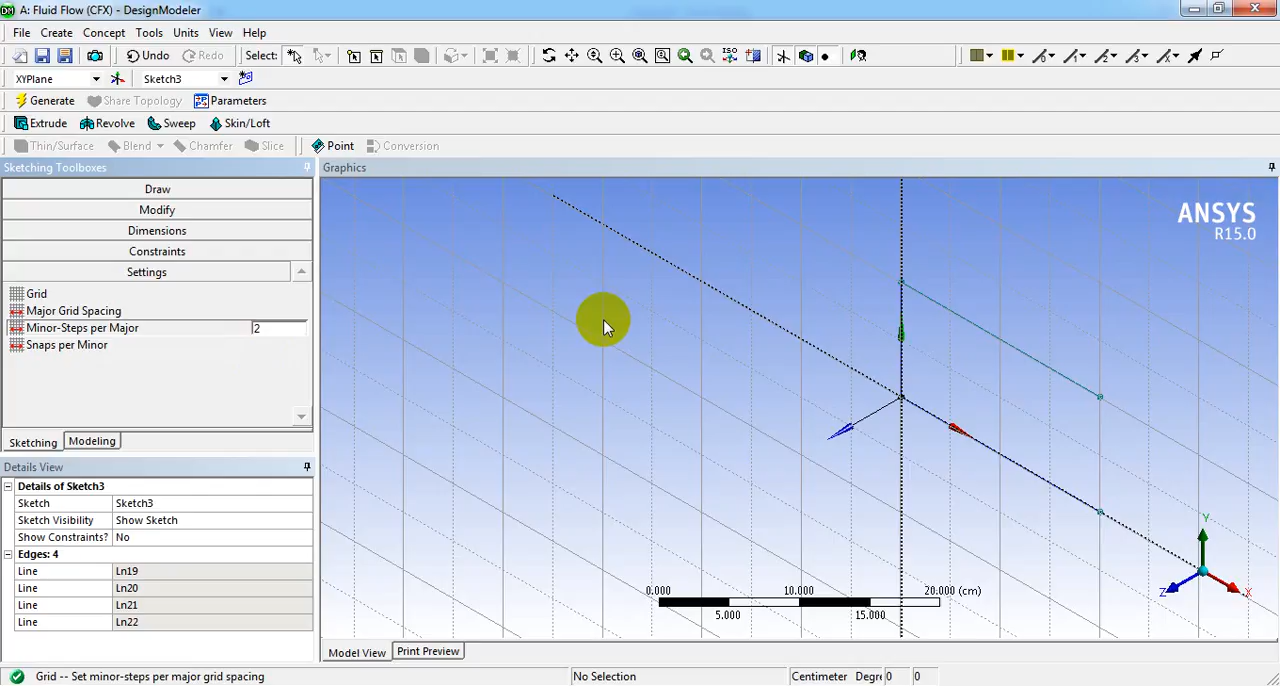 A: Fluid Flow (CFX) - DesignModeler
File Create Concept Tools Units View Help
Undo Redo Select:
XYPlane Sketch3
Generate Share Topology Parameters
Extrude Revolve Sweep Skin/Loft
Thin/Surface Blend Chamfer Slice Point Conversion
Sketching Toolboxes
Draw
Modify
Dimensions
Constraints
Settings
Grid
Major Grid Spacing
Minor-Steps per Major 2
Snaps per Minor
Sketching Modeling
Details View
Details of Sketch3
Sketch Sketch3
Sketch Visibility Show Sketch
Show Constraints? No
Edges: 4
Line Ln19
Line Ln20
Line Ln21
Line Ln22
Graphics
ANSYS
R15.0
0.000 10.000 20.000 (cm)
5.000 15.000
Y
Z X
Model View Print Preview
Grid -- Set minor-steps per major grid spacing No Selection Centimeter Degre 0 0